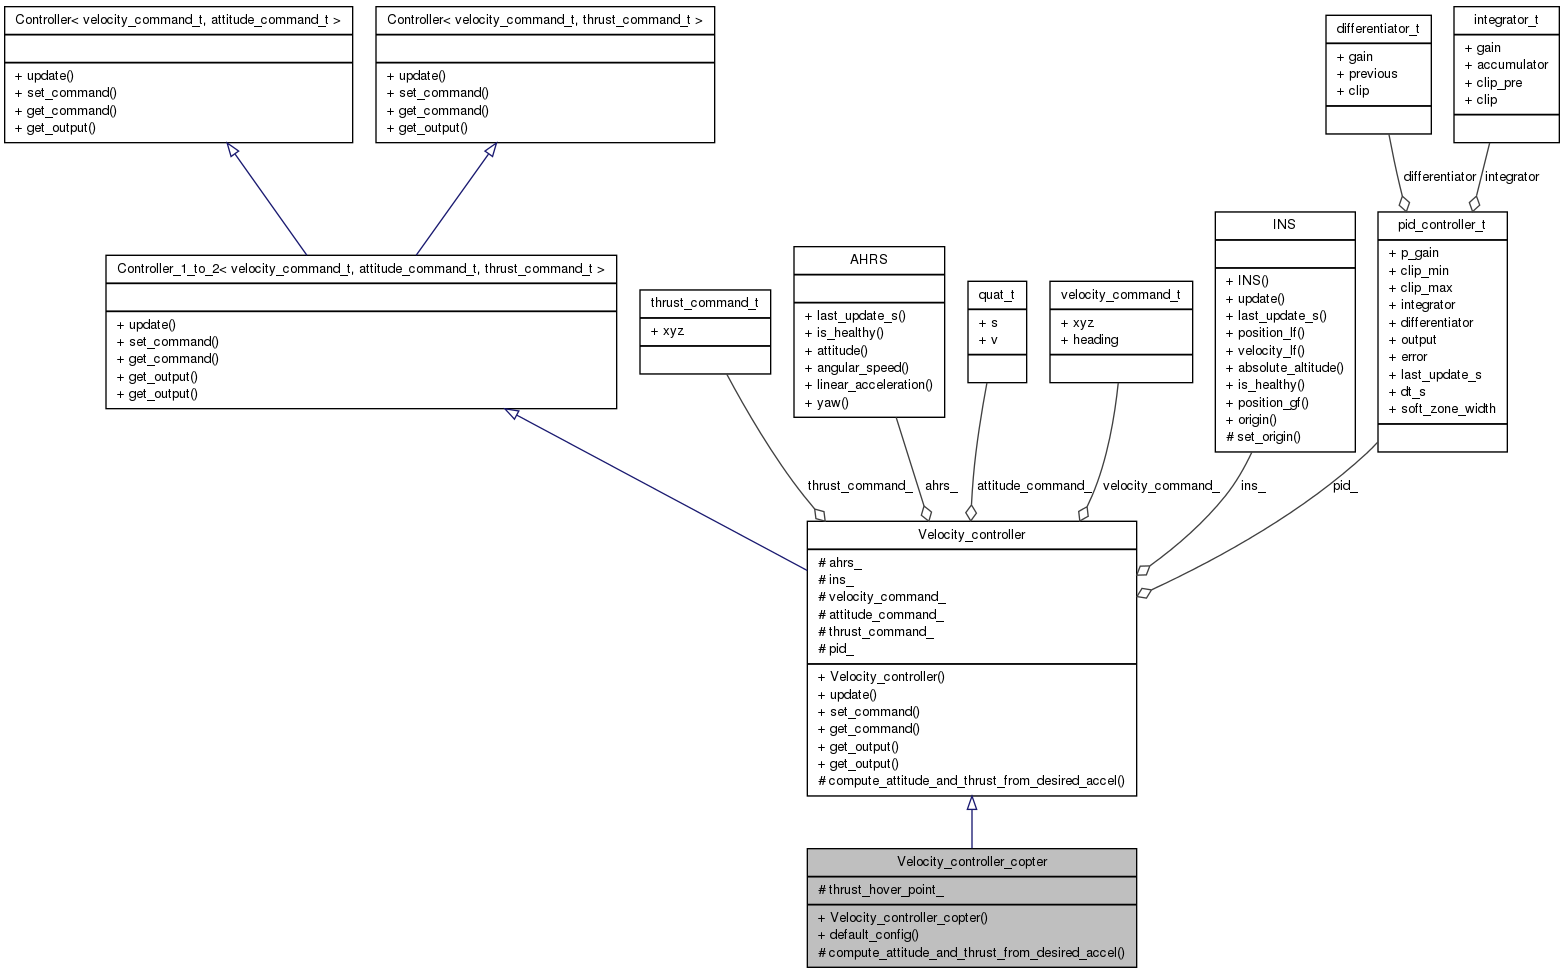 Controller< velocity_command_t, attitude_command_t >
+ update()
+ set_command()
+ get_command()
+ get_output()
Controller< velocity_command_t, thrust_command_t >
+ update()
+ set_command()
+ get_command()
+ get_output()
differentiator_t
+ gain
+ previous
+ clip
integrator_t
+ gain
+ accumulator
+ clip_pre
+ clip
differentiator
integrator
Controller_1_to_2< velocity_command_t, attitude_command_t, thrust_command_t >
+ update()
+ set_command()
+ get_command()
+ get_output()
+ get_output()
thrust_command_t
+ xyz
AHRS
+ last_update_s()
+ is_healthy()
+ attitude()
+ angular_speed()
+ linear_acceleration()
+ yaw()
quat_t
+ s
+ v
velocity_command_t
+ xyz
+ heading
INS
+ INS()
+ update()
+ last_update_s()
+ position_lf()
+ velocity_lf()
+ absolute_altitude()
+ is_healthy()
+ position_gf()
+ origin()
# set_origin()
pid_controller_t
+ p_gain
+ clip_min
+ clip_max
+ integrator
+ differentiator
+ output
+ error
+ last_update_s
+ dt_s
+ soft_zone_width
thrust_command_
ahrs_
attitude_command_
velocity_command_
ins_
pid_
Velocity_controller
# ahrs_
# ins_
# velocity_command_
# attitude_command_
# thrust_command_
# pid_
+ Velocity_controller()
+ update()
+ set_command()
+ get_command()
+ get_output()
+ get_output()
# compute_attitude_and_thrust_from_desired_accel()
Velocity_controller_copter
# thrust_hover_point_
+ Velocity_controller_copter()
+ default_config()
# compute_attitude_and_thrust_from_desired_accel()